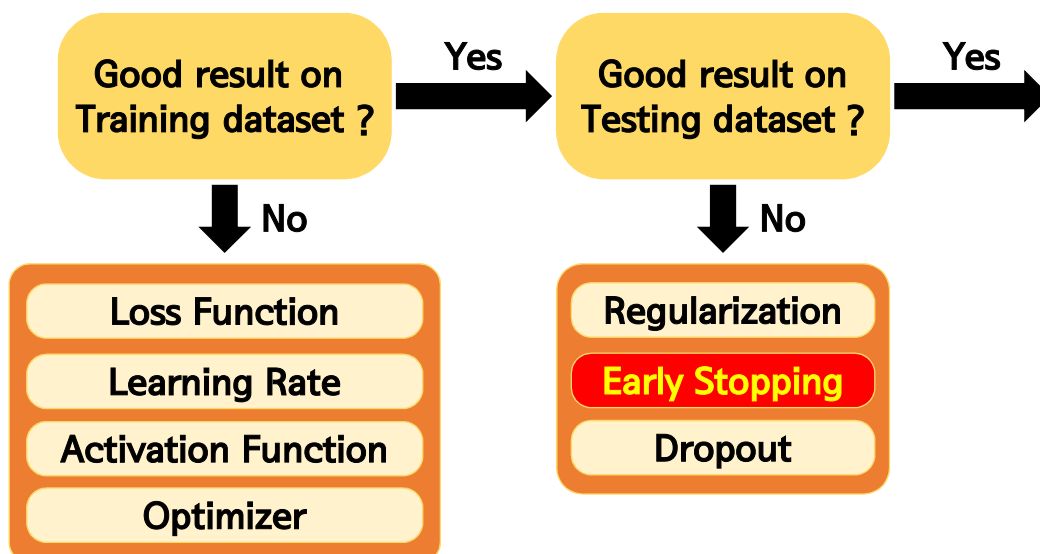 Good result on
Training dataset ?
Yes
Good result on
Testing dataset ?
Yes
No
No
Loss Function
Learning Rate
Activation Function
Optimizer
Regularization
Early Stopping
Dropout